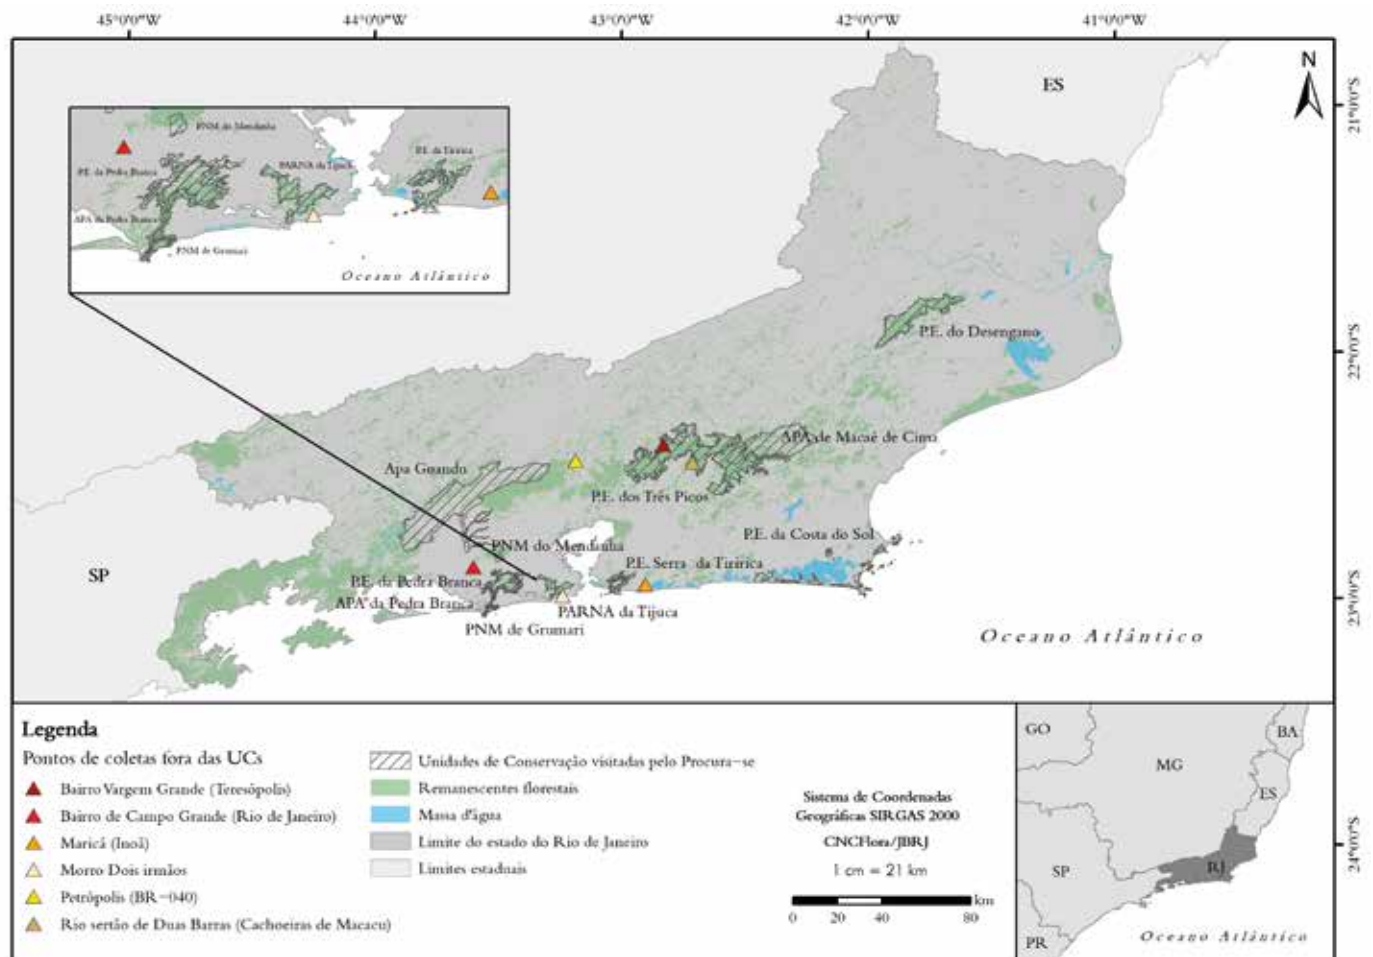 45°0'0"W 44°0'0"W 43°0'0"W 42°0'0"W 41°0'0"W
N
ES
21°0'0"S
PNM do Mendanha
P.E. da Pedra Branca
PARNA da Tijuca
P.E. da Tiririca
APA da Pedra Branca
PNM de Grumari
Oceano Atlântico
P.E. do Desengano
22°0'0"S
APA de Macaé de Cima
Apa Guando
P.E. dos Três Picos
P.E. da Costa do Sol
PNM do Mendanha
P.E. Serra da Tiririca
SP
P.E. da Pedra Branca
APA da Pedra Branca
PARNA da Tijuca
PNM de Grumari
23°0'0"S
Oceano Atlântico
Legenda
Pontos de coletas fora das UCs
Bairro Vargem Grande (Teresópolis)
Bairro de Campo Grande (Rio de Janeiro)
Maricá (Inoã)
Morro Dois irmãos
Petrópolis (BR-040)
Rio sertão de Duas Barras (Cachoeiras de Macacu)
Unidades de Conservação visitadas pelo Procura-se
Remanescentes florestais
Massa d'água
Limite do estado do Rio de Janeiro
Limites estaduais
Sistema de Coordenadas
Geográficas SIRGAS 2000
CNCFlora/JBRJ
1 cm = 21 km
km
0 20 40 80
GO
BA
MG
ES
SP
RJ
PR
Oceano Atlântico
24°0'0"S